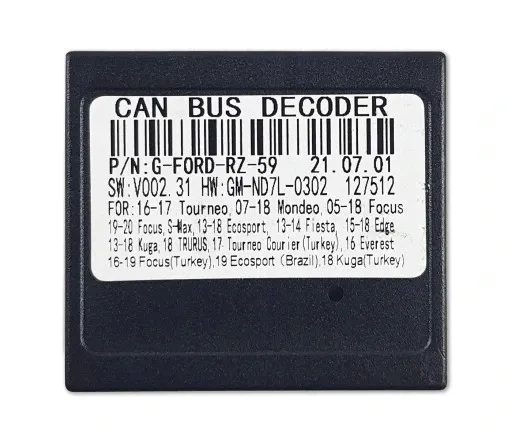 CAN BUS DECODER
P/N:G-FORD-RZ-59 21.07.01
SW:V002.31 HW:GM-ND7L-0302 127512
FOR:16-17 Tourneo,07-18 Mondeo,05-18 Focus
19-20 Focus,S-Max,13-18 Ecosport, 13-14 Fiesta, 15-18 Edge
13-18 Kuga,18 TRURUS,17 Tourneo Courier(Turkey),16 Everest
16-19 Focus(Turkey),19 Ecosport (Brazil),18 Kuga(Turkey)